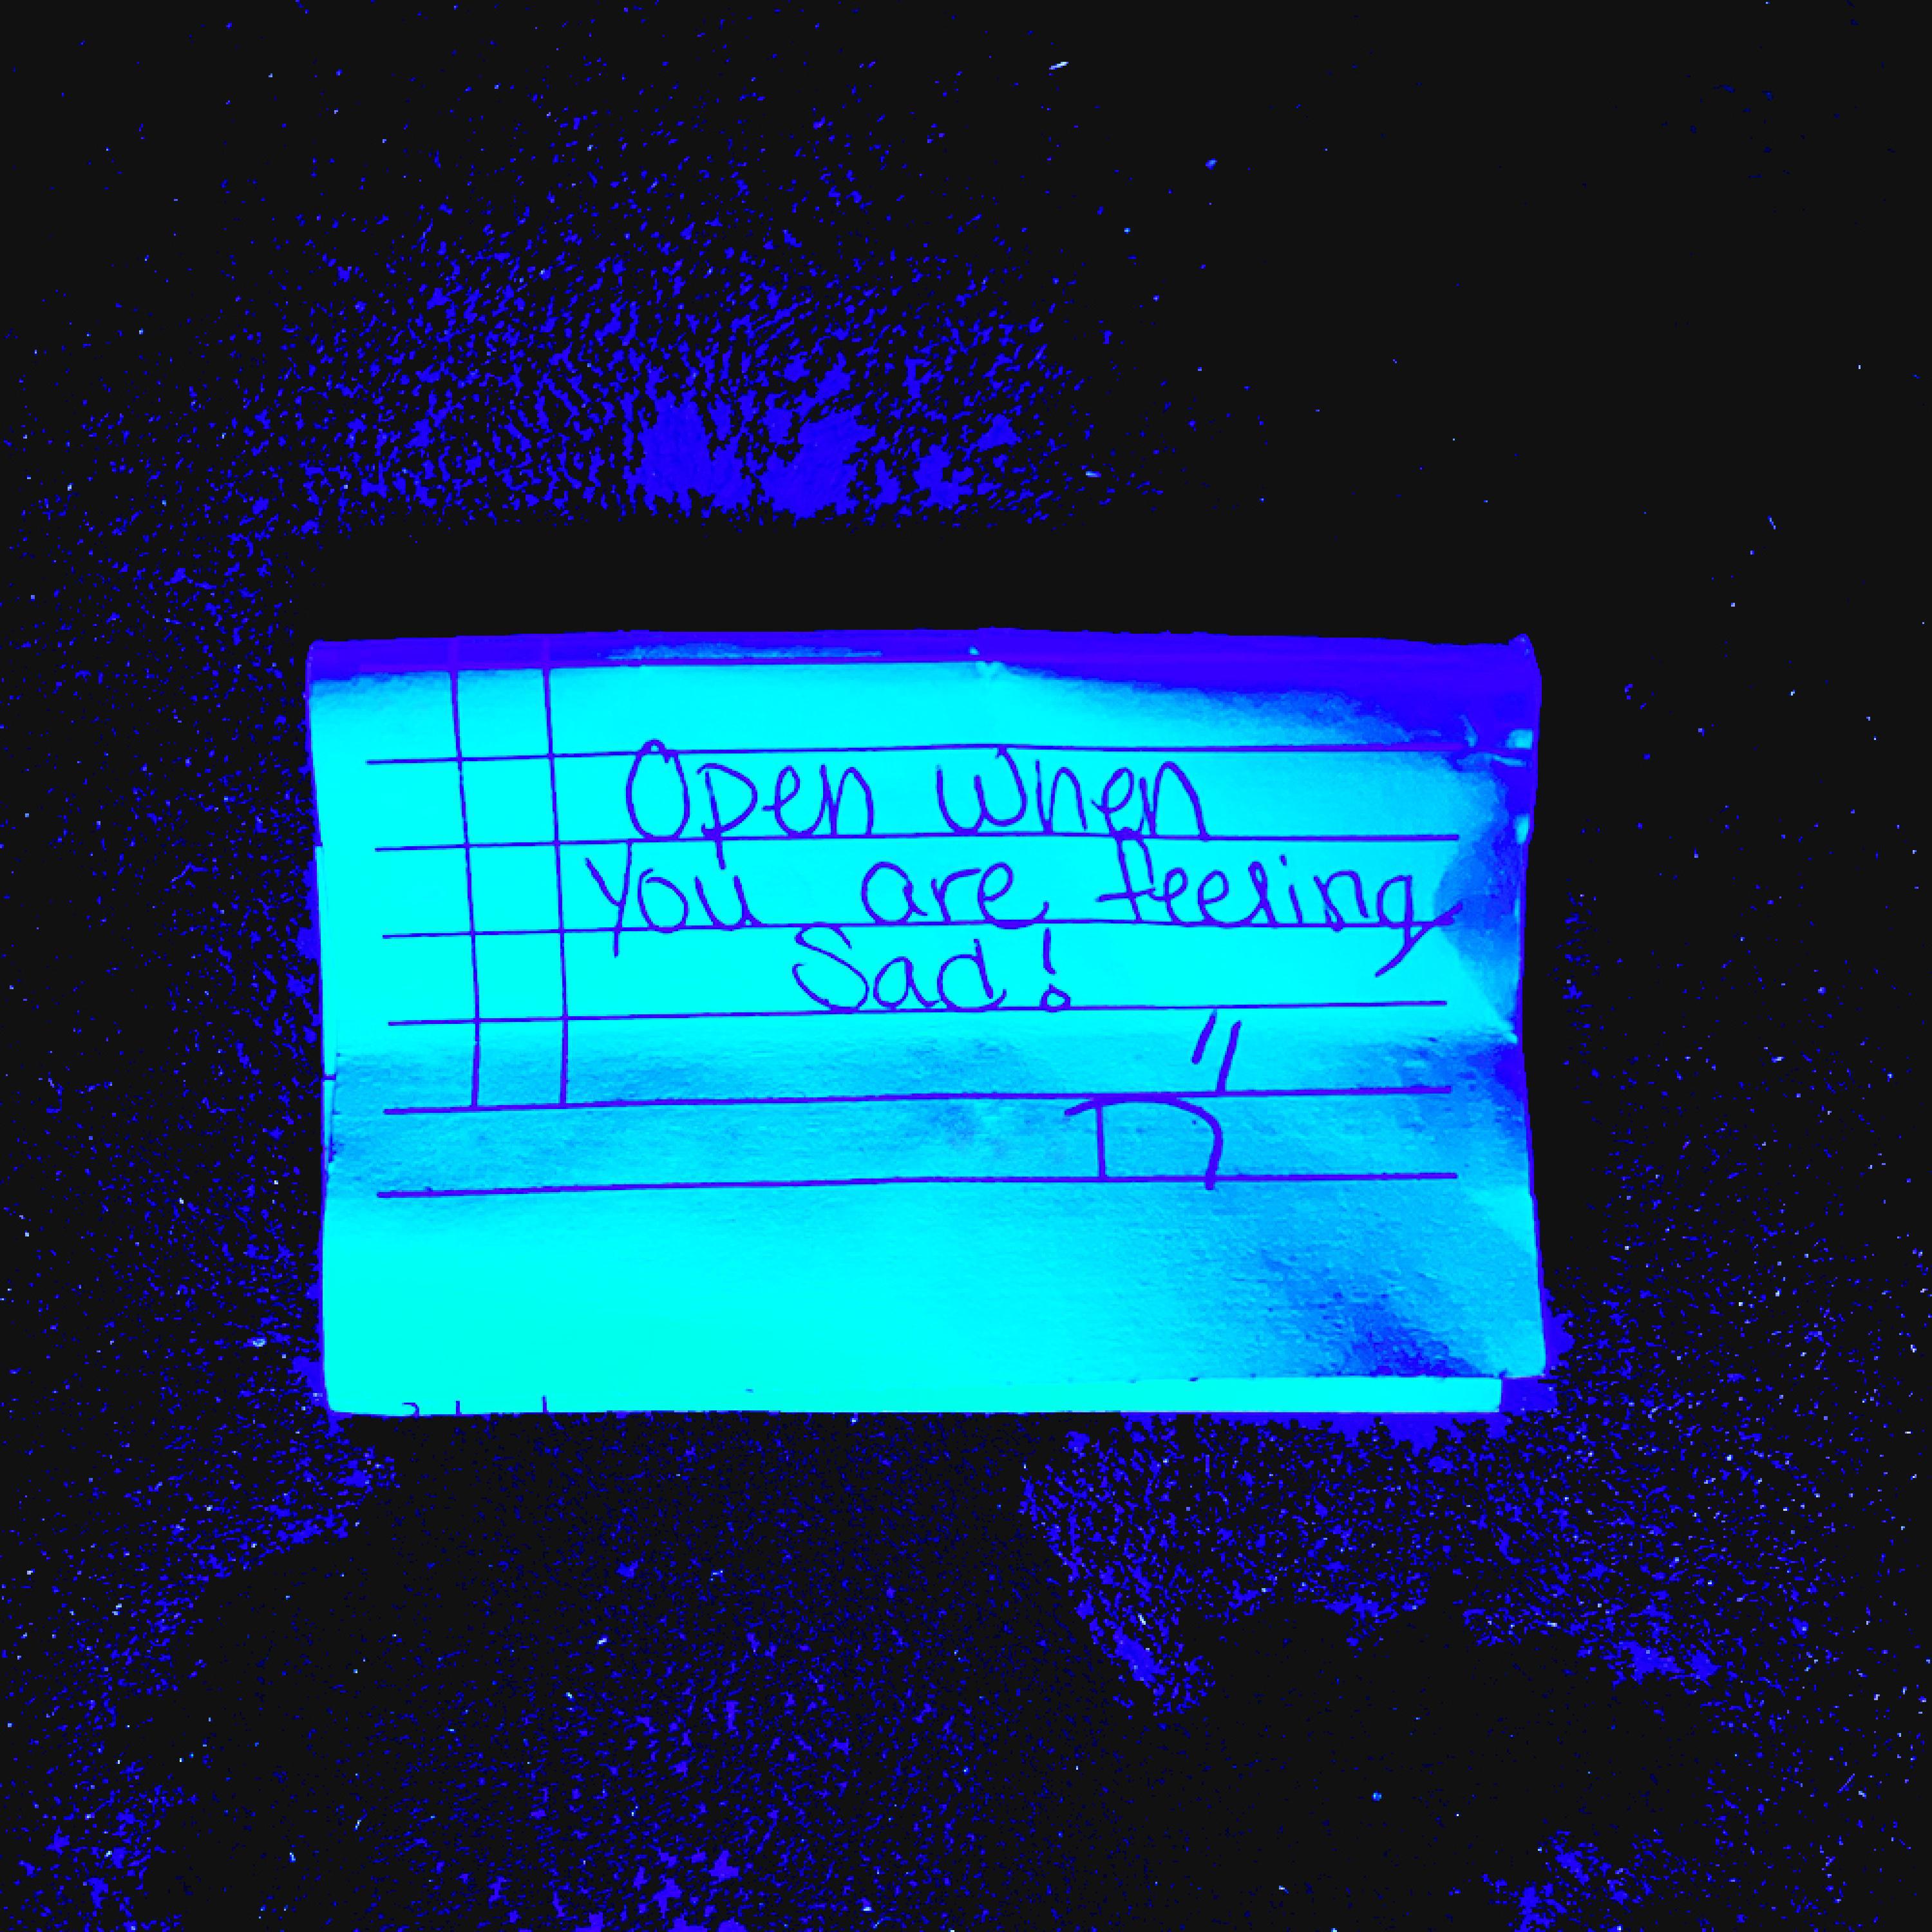 Open when
you are feeling
Sad!